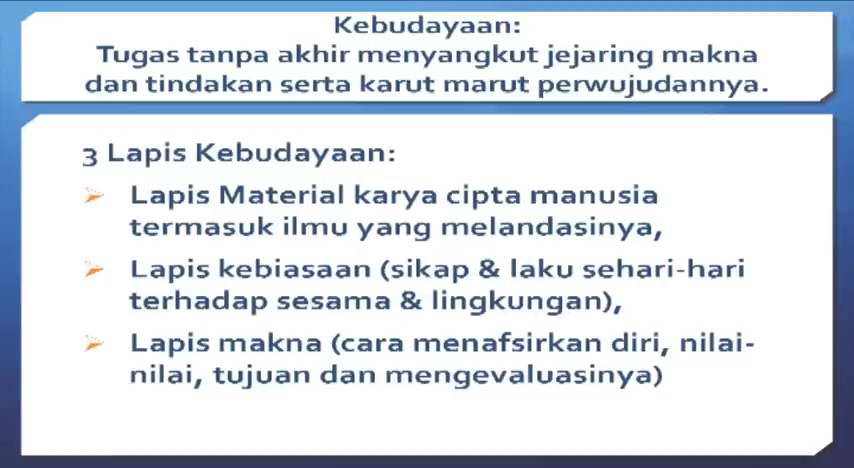 Kebudayaan:
Tugas tanpa akhir menyangkut jejaring makna
dan tindakan serta karut marut perwujudannya.
3 Lapis Kebudayaan:
Lapis Material karya cipta manusia
termasuk ilmu yang melandasinya,
Lapis kebiasaan (sikap & laku sehari-hari
terhadap sesama & lingkungan),
Lapis makna (cara menafsirkan diri, nilai-
nilai, tujuan dan mengevaluasinya)